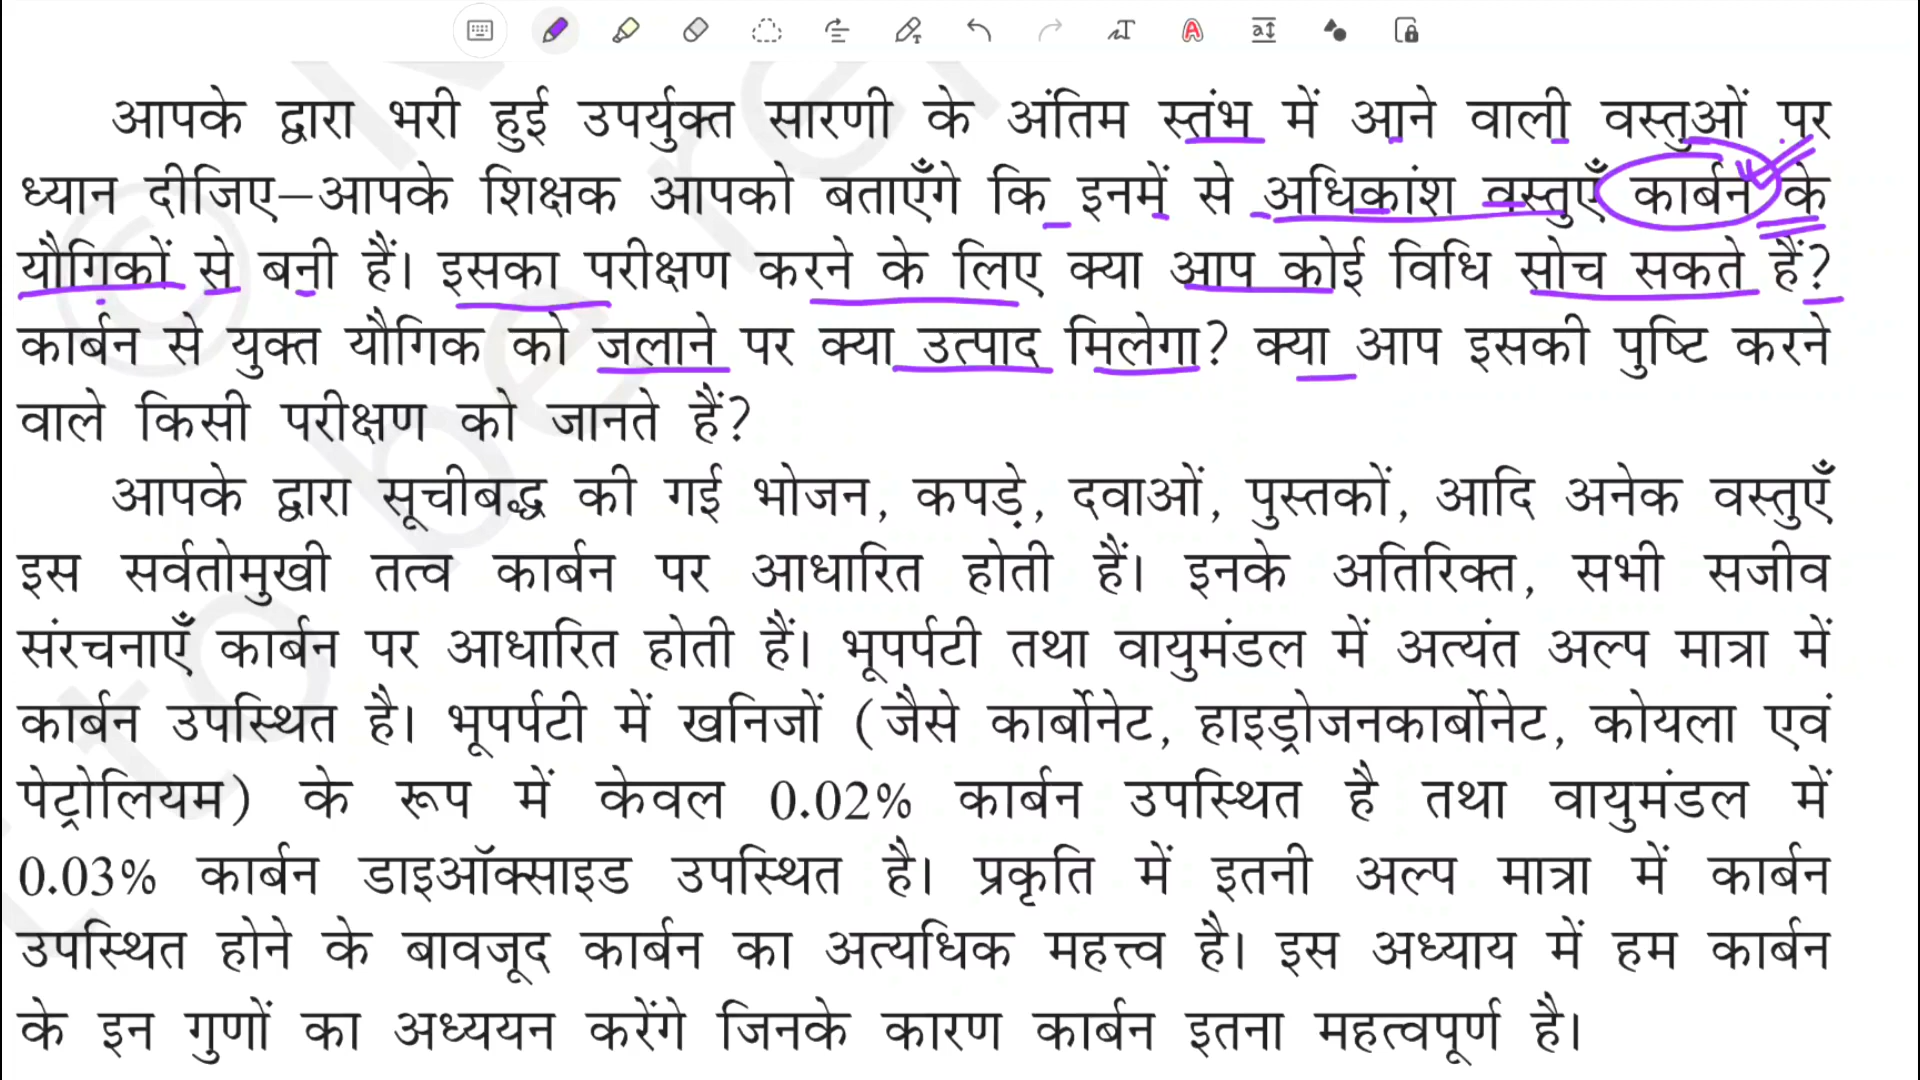 आपके द्वारा भरी हुई उपर्युक्त सारणी के अंतिम स्तंभ में आने वाली वस्तुओं पर
ध्यान दीजिए–आपके शिक्षक आपको बताएँगे कि इनमें से अधिकांश वस्तुएँ कार्बन के
यौगिकों से बनी हैं। इसका परीक्षण करने के लिए क्या आप कोई विधि सोच सकते हैं?
कार्बन से युक्त यौगिक को जलाने पर क्या उत्पाद मिलेगा? क्या आप इसकी पुष्टि करने
वाले किसी परीक्षण को जानते हैं?
आपके द्वारा सूचीबद्ध की गई भोजन, कपड़े, दवाओं, पुस्तकों, आदि अनेक वस्तुएँ
इस सर्वतोमुखी तत्व कार्बन पर आधारित होती हैं। इनके अतिरिक्त, सभी सजीव
संरचनाएँ कार्बन पर आधारित होती हैं। भूपर्पटी तथा वायुमंडल में अत्यंत अल्प मात्रा में
कार्बन उपस्थित है। भूपर्पटी में खनिजों (जैसे कार्बोनेट, हाइड्रोजनकार्बोनेट, कोयला एवं
पेट्रोलियम) के रूप में केवल 0.02% कार्बन उपस्थित है तथा वायुमंडल में
0.03% कार्बन डाइऑक्साइड उपस्थित है। प्रकृति में इतनी अल्प मात्रा में कार्बन
उपस्थित होने के बावजूद कार्बन का अत्यधिक महत्त्व है। इस अध्याय में हम कार्बन
के इन गुणों का अध्ययन करेंगे जिनके कारण कार्बन इतना महत्वपूर्ण है।